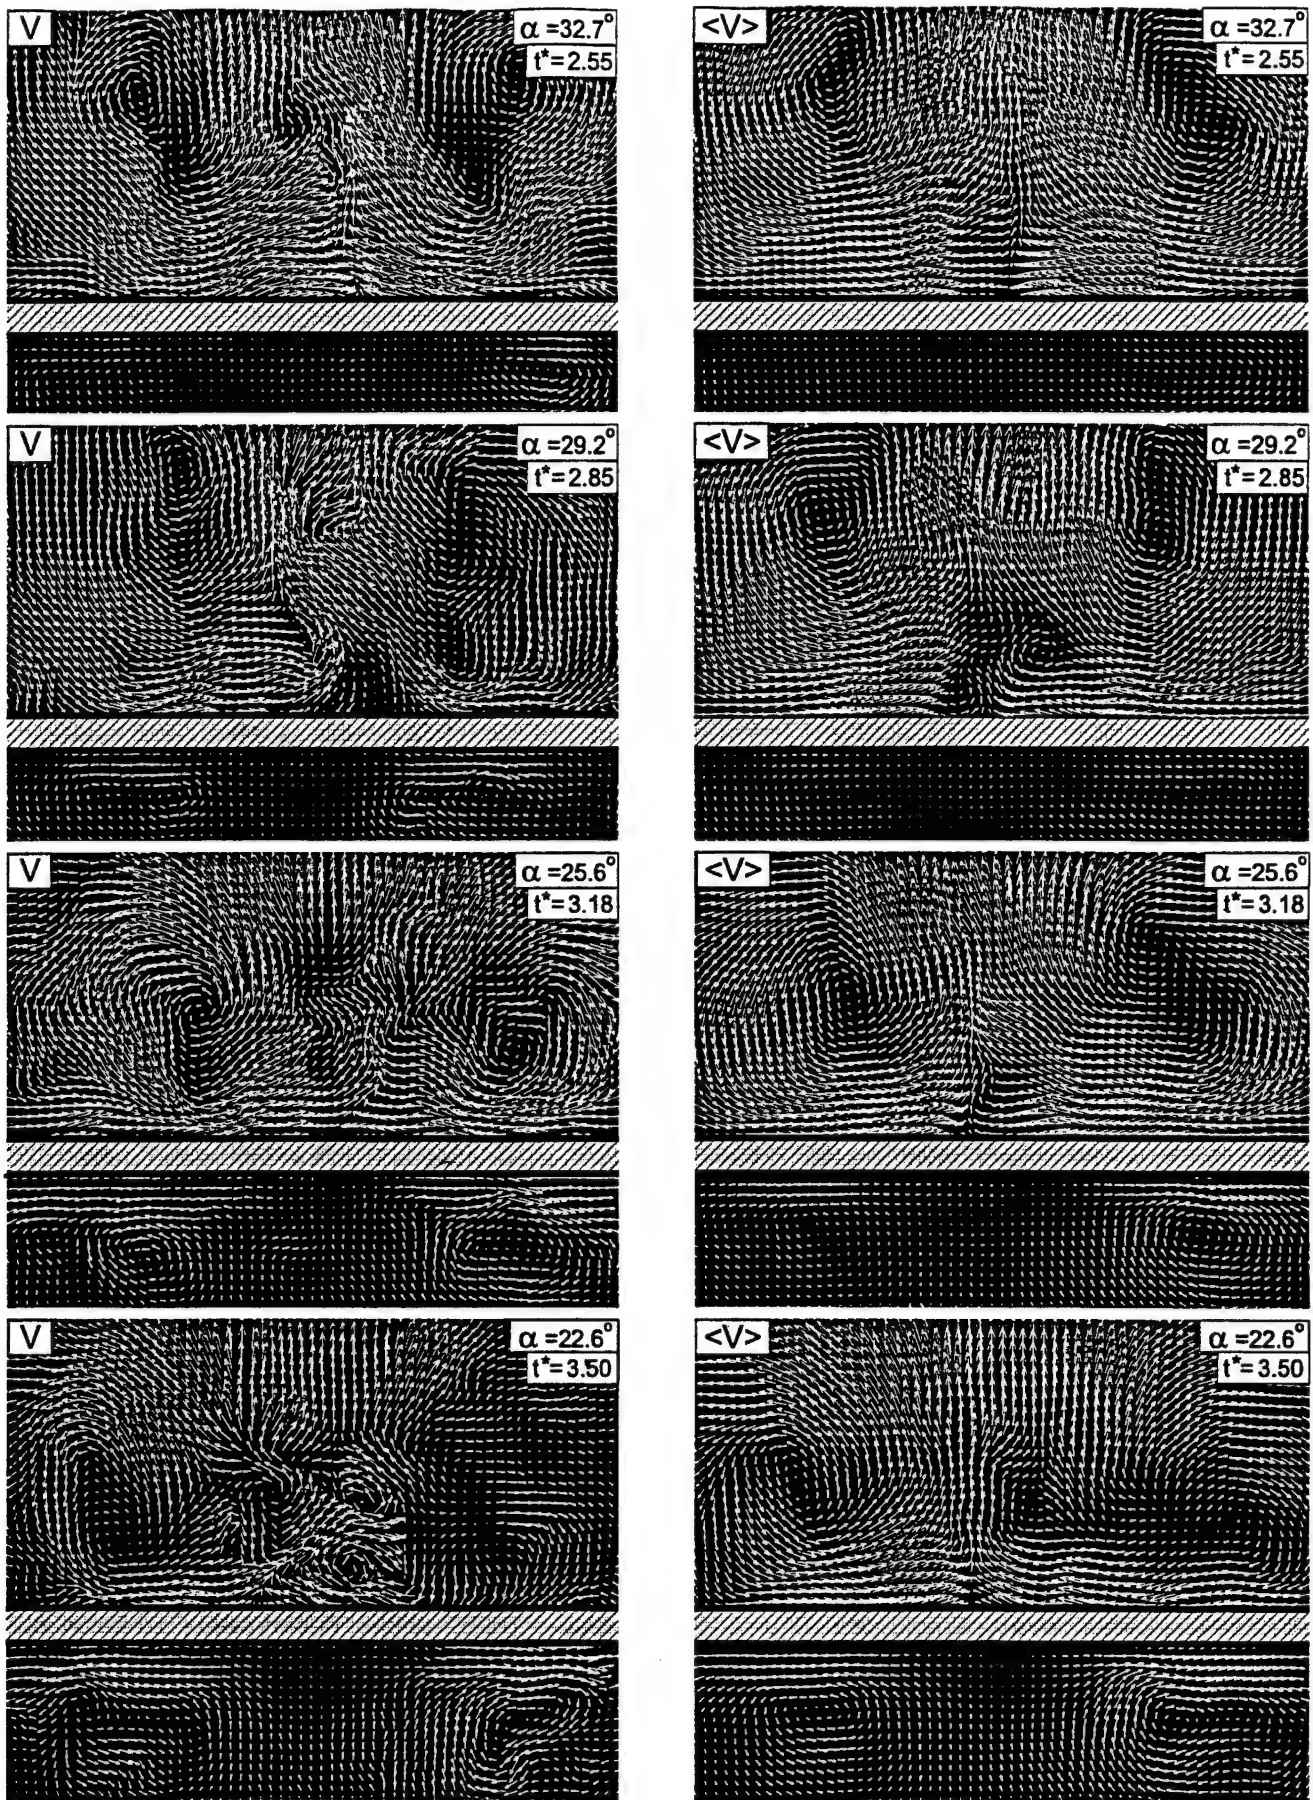 V
α =32.7°
t*=2.55
<V>
α =32.7°
t*=2.55
V
α =29.2°
t*=2.85
<V>
α =29.2°
t*=2.85
V
α =25.6°
t*=3.18
<V>
α =25.6°
t*=3.18
V
α =22.6°
t*=3.50
<V>
α =22.6°
t*=3.50